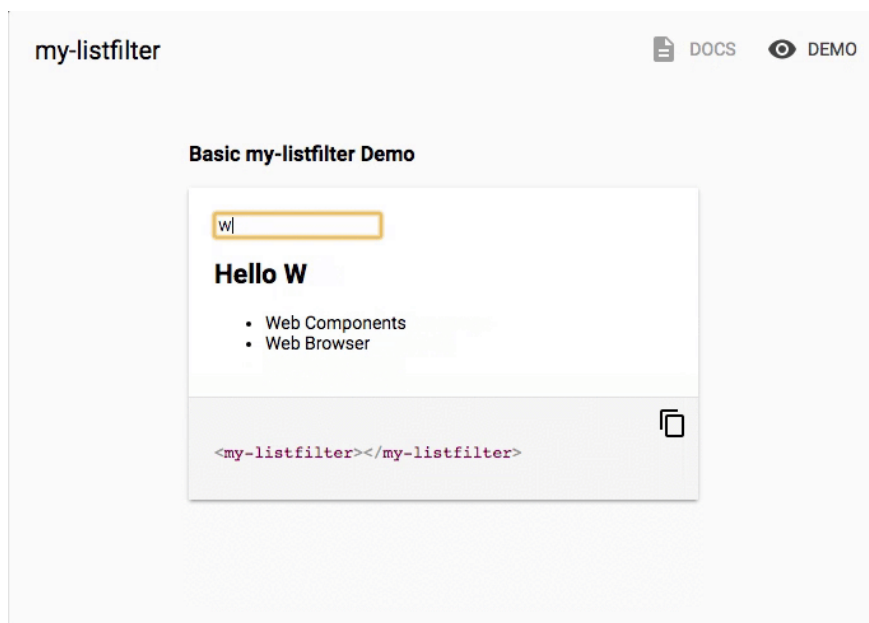 my-listfilter
DOCS
DEMO
Basic my-listfilter Demo
w
Hello W
• Web Components
• Web Browser
<my-listfilter></my-listfilter>